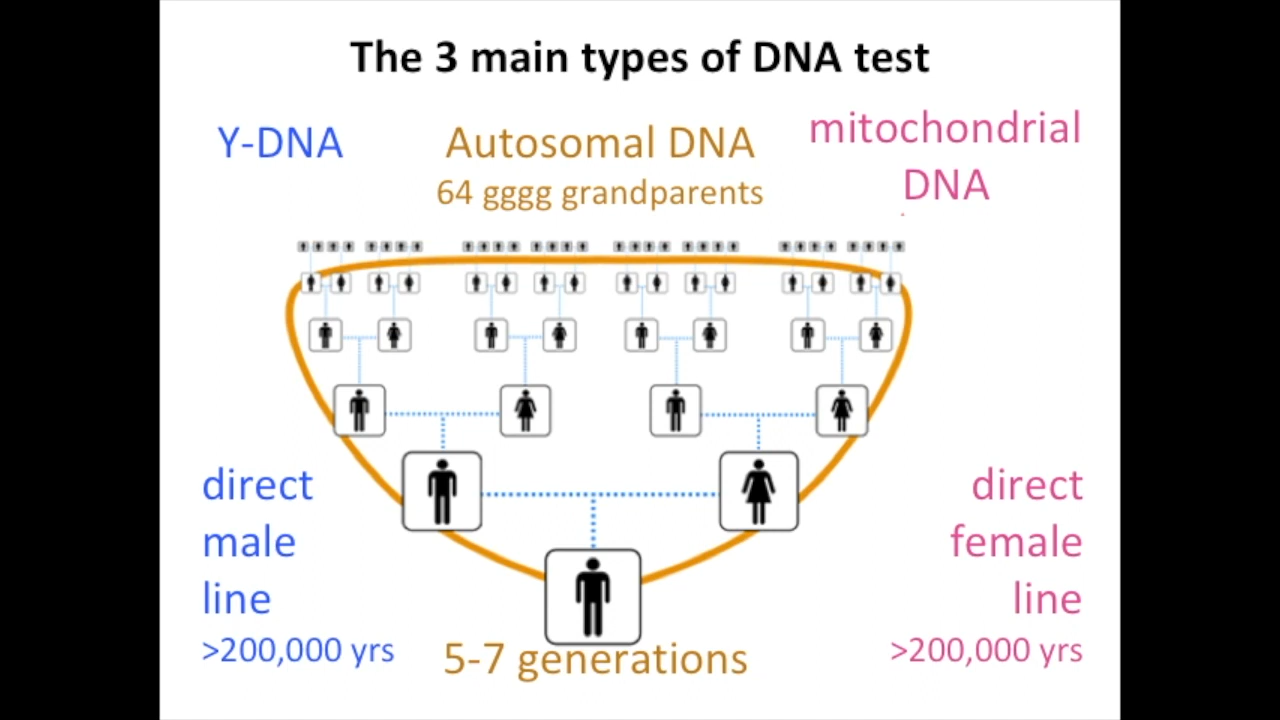 The 3 main types of DNA test
Y-DNA
Autosomal DNA
64 gggg grandparents
mitochondrial
DNA
direct
male
line
>200,000 yrs
5-7 generations
direct
female
line
>200,000 yrs